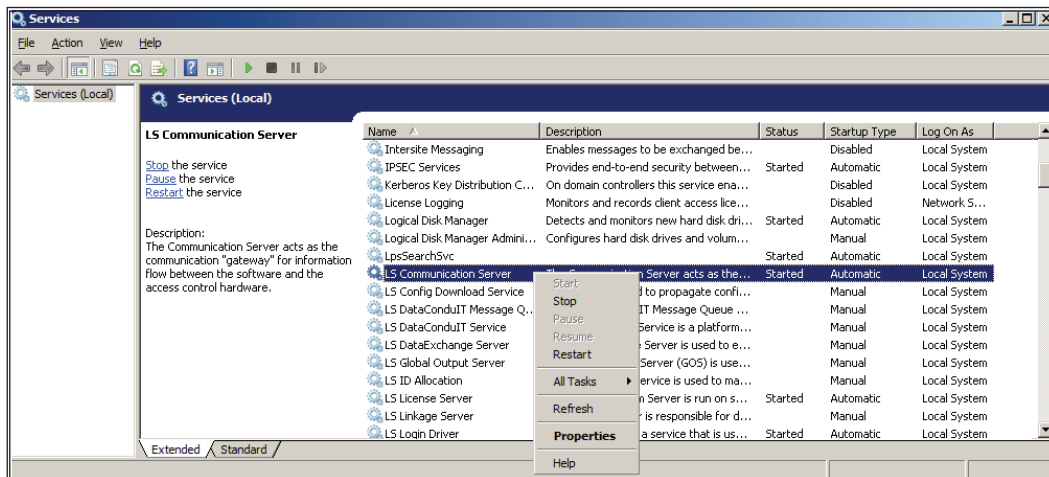 Services
File Action View Help
Services (Local)
Services (Local)
LS Communication Server
Stop the service
Pause the service
Restart the service
Description:
The Communication Server acts as the
communication "gateway" for information
flow between the software and the
access control hardware.
Name Description Status Startup Type Log On As
Intersite Messaging Enables messages to be exchanged be... Disabled Local System
IPSEC Services Provides end-to-end security between... Started Automatic Local System
Kerberos Key Distribution C... On domain controllers this service ena... Disabled Local System
License Logging Monitors and records client access lice... Disabled Network S...
Logical Disk Manager Detects and monitors new hard disk dri... Started Automatic Local System
Logical Disk Manager Admini... Configures hard disk drives and volum... Manual Local System
LpsSearchSvc Started Automatic Local System
LS Communication Server The Communication Server acts as the... Started Automatic Local System
LS Config Download Service d to propagate confi... Manual Local System
LS DataConduIT Message Q... IT Message Queue ... Manual Local System
LS DataConduIT Service Service is a platform... Manual Local System
LS DataExchange Server Server is used to e... Manual Local System
LS Global Output Server Server (GOS) is use... Manual Local System
LS ID Allocation ervice is used to ma... Manual Local System
LS License Server Server is run on s... Started Automatic Local System
LS Linkage Server r is responsible for d... Manual Local System
LS Login Driver a service that is us... Started Automatic Local System
Start
Stop
Pause
Resume
Restart
All Tasks
Refresh
Properties
Help
Extended Standard